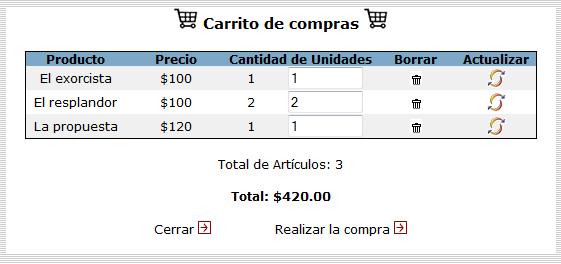 Carrito de compras
Producto Precio Cantidad de Unidades Borrar Actualizar
El exorcista $100 1 1
El resplandor $100 2 2
La propuesta $120 1 1
Total de Artículos: 3
Total: $420.00
Cerrar Realizar la compra